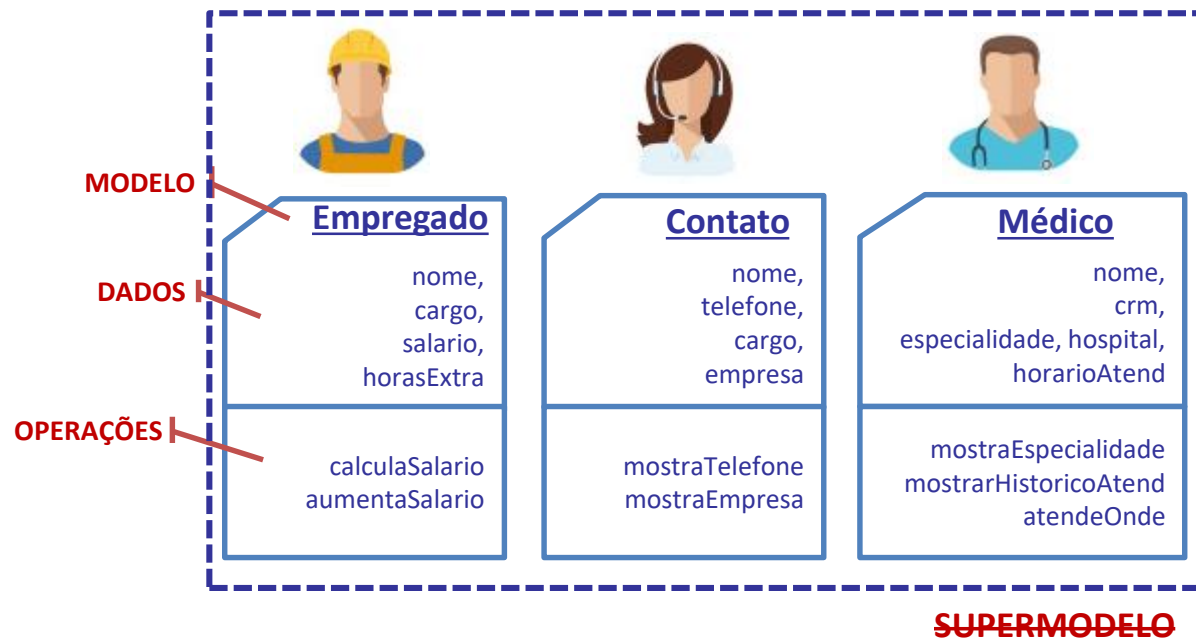 MODELO
DADOS
OPERAÇÕES
Empregado
nome,
cargo,
salario,
horasExtra
calculaSalario
aumentaSalario
Contato
nome,
telefone,
cargo,
empresa
mostraTelefone
mostraEmpresa
Médico
nome,
crm,
especialidade, hospital,
horarioAtend
mostraEspecialidade
mostrarHistoricoAtend
atendeOnde
SUPERMODELO